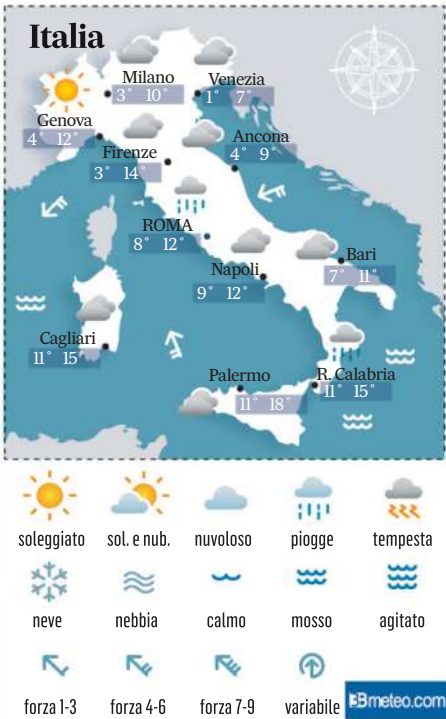 Italia
Milano
3° 10°
Venezia
1° 7°
Genova
4° 12°
Firenze
3° 14°
Ancona
4° 9°
ROMA
8° 12°
Napoli
9° 12°
Bari
7° 11°
Cagliari
11° 15°
Palermo
11° 18°
R. Calabria
11° 15°
soleggiato sol. e nub. nuvoloso piogge tempesta
neve nebbia calmo mosso agitato
forza 1-3 forza 4-6 forza 7-9 variabile
3Bmeteo.com